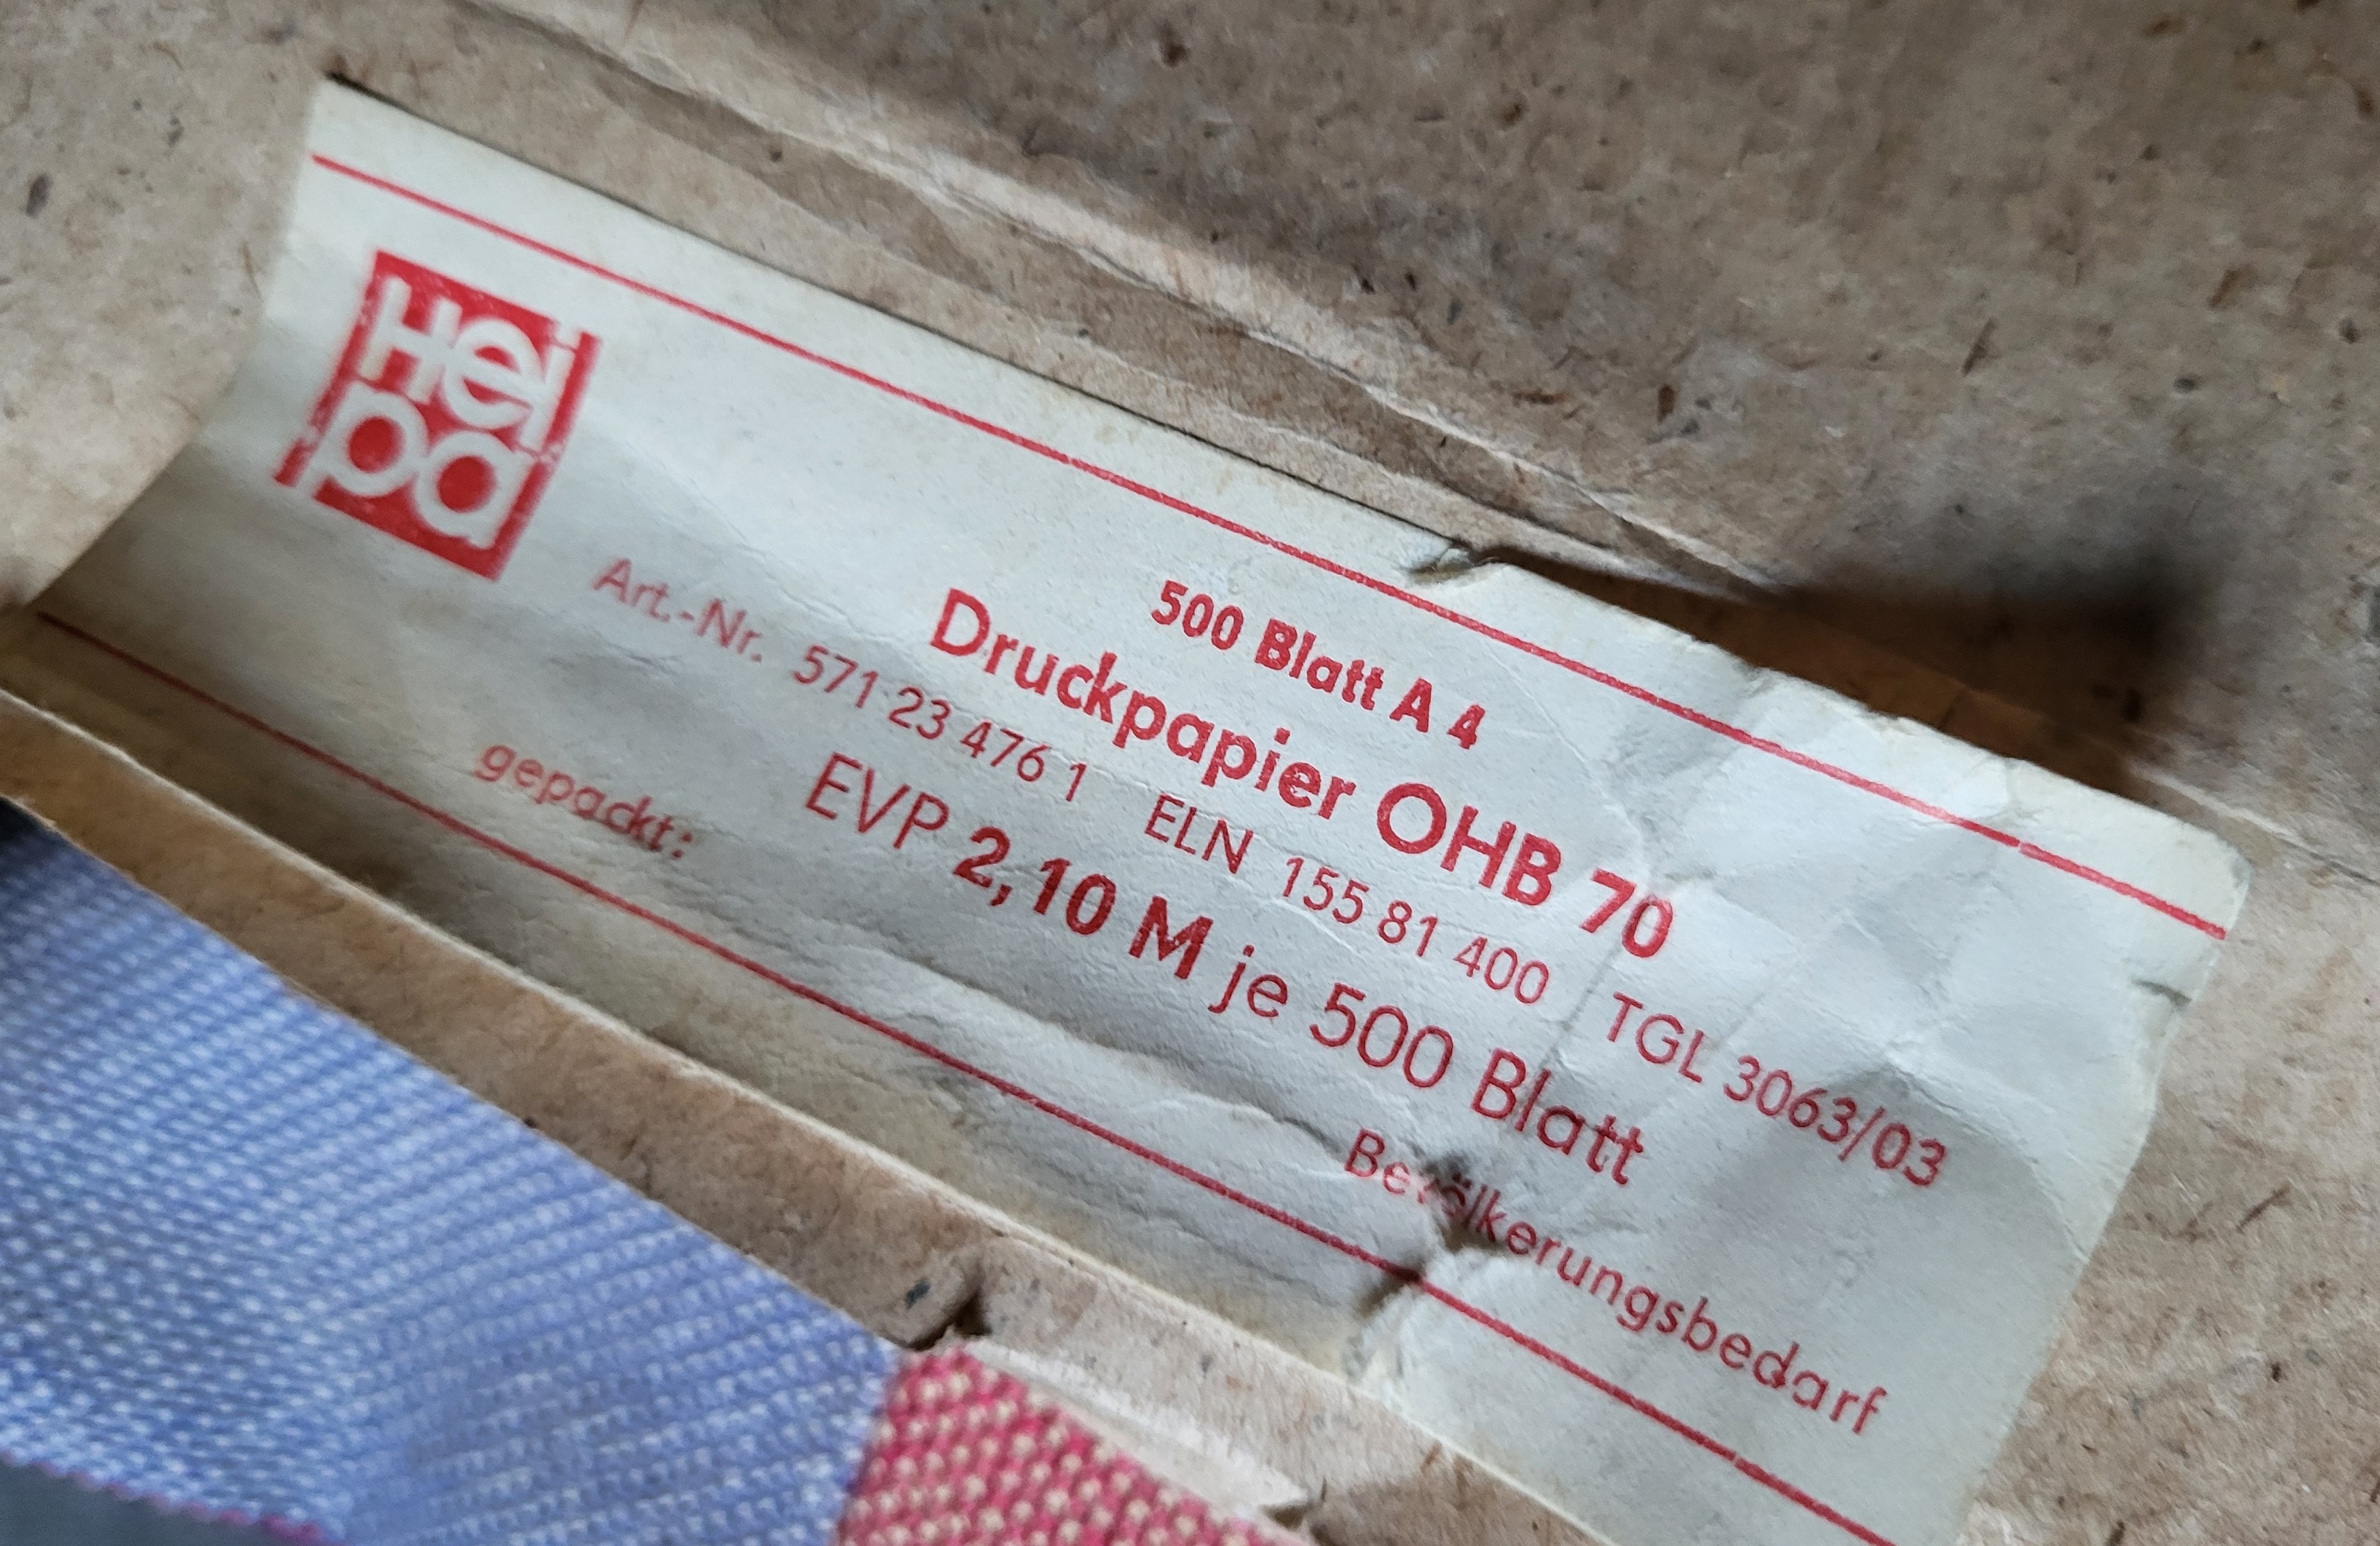 Hei
pa
500 Blatt A 4
Druckpapier OHB 70
Art.-Nr. 571 23 476 1 ELN 155 81 400 TGL 3063/03
EVP 2,10 M je 500 Blatt
gepackt:
Bevölkerungsbedarf